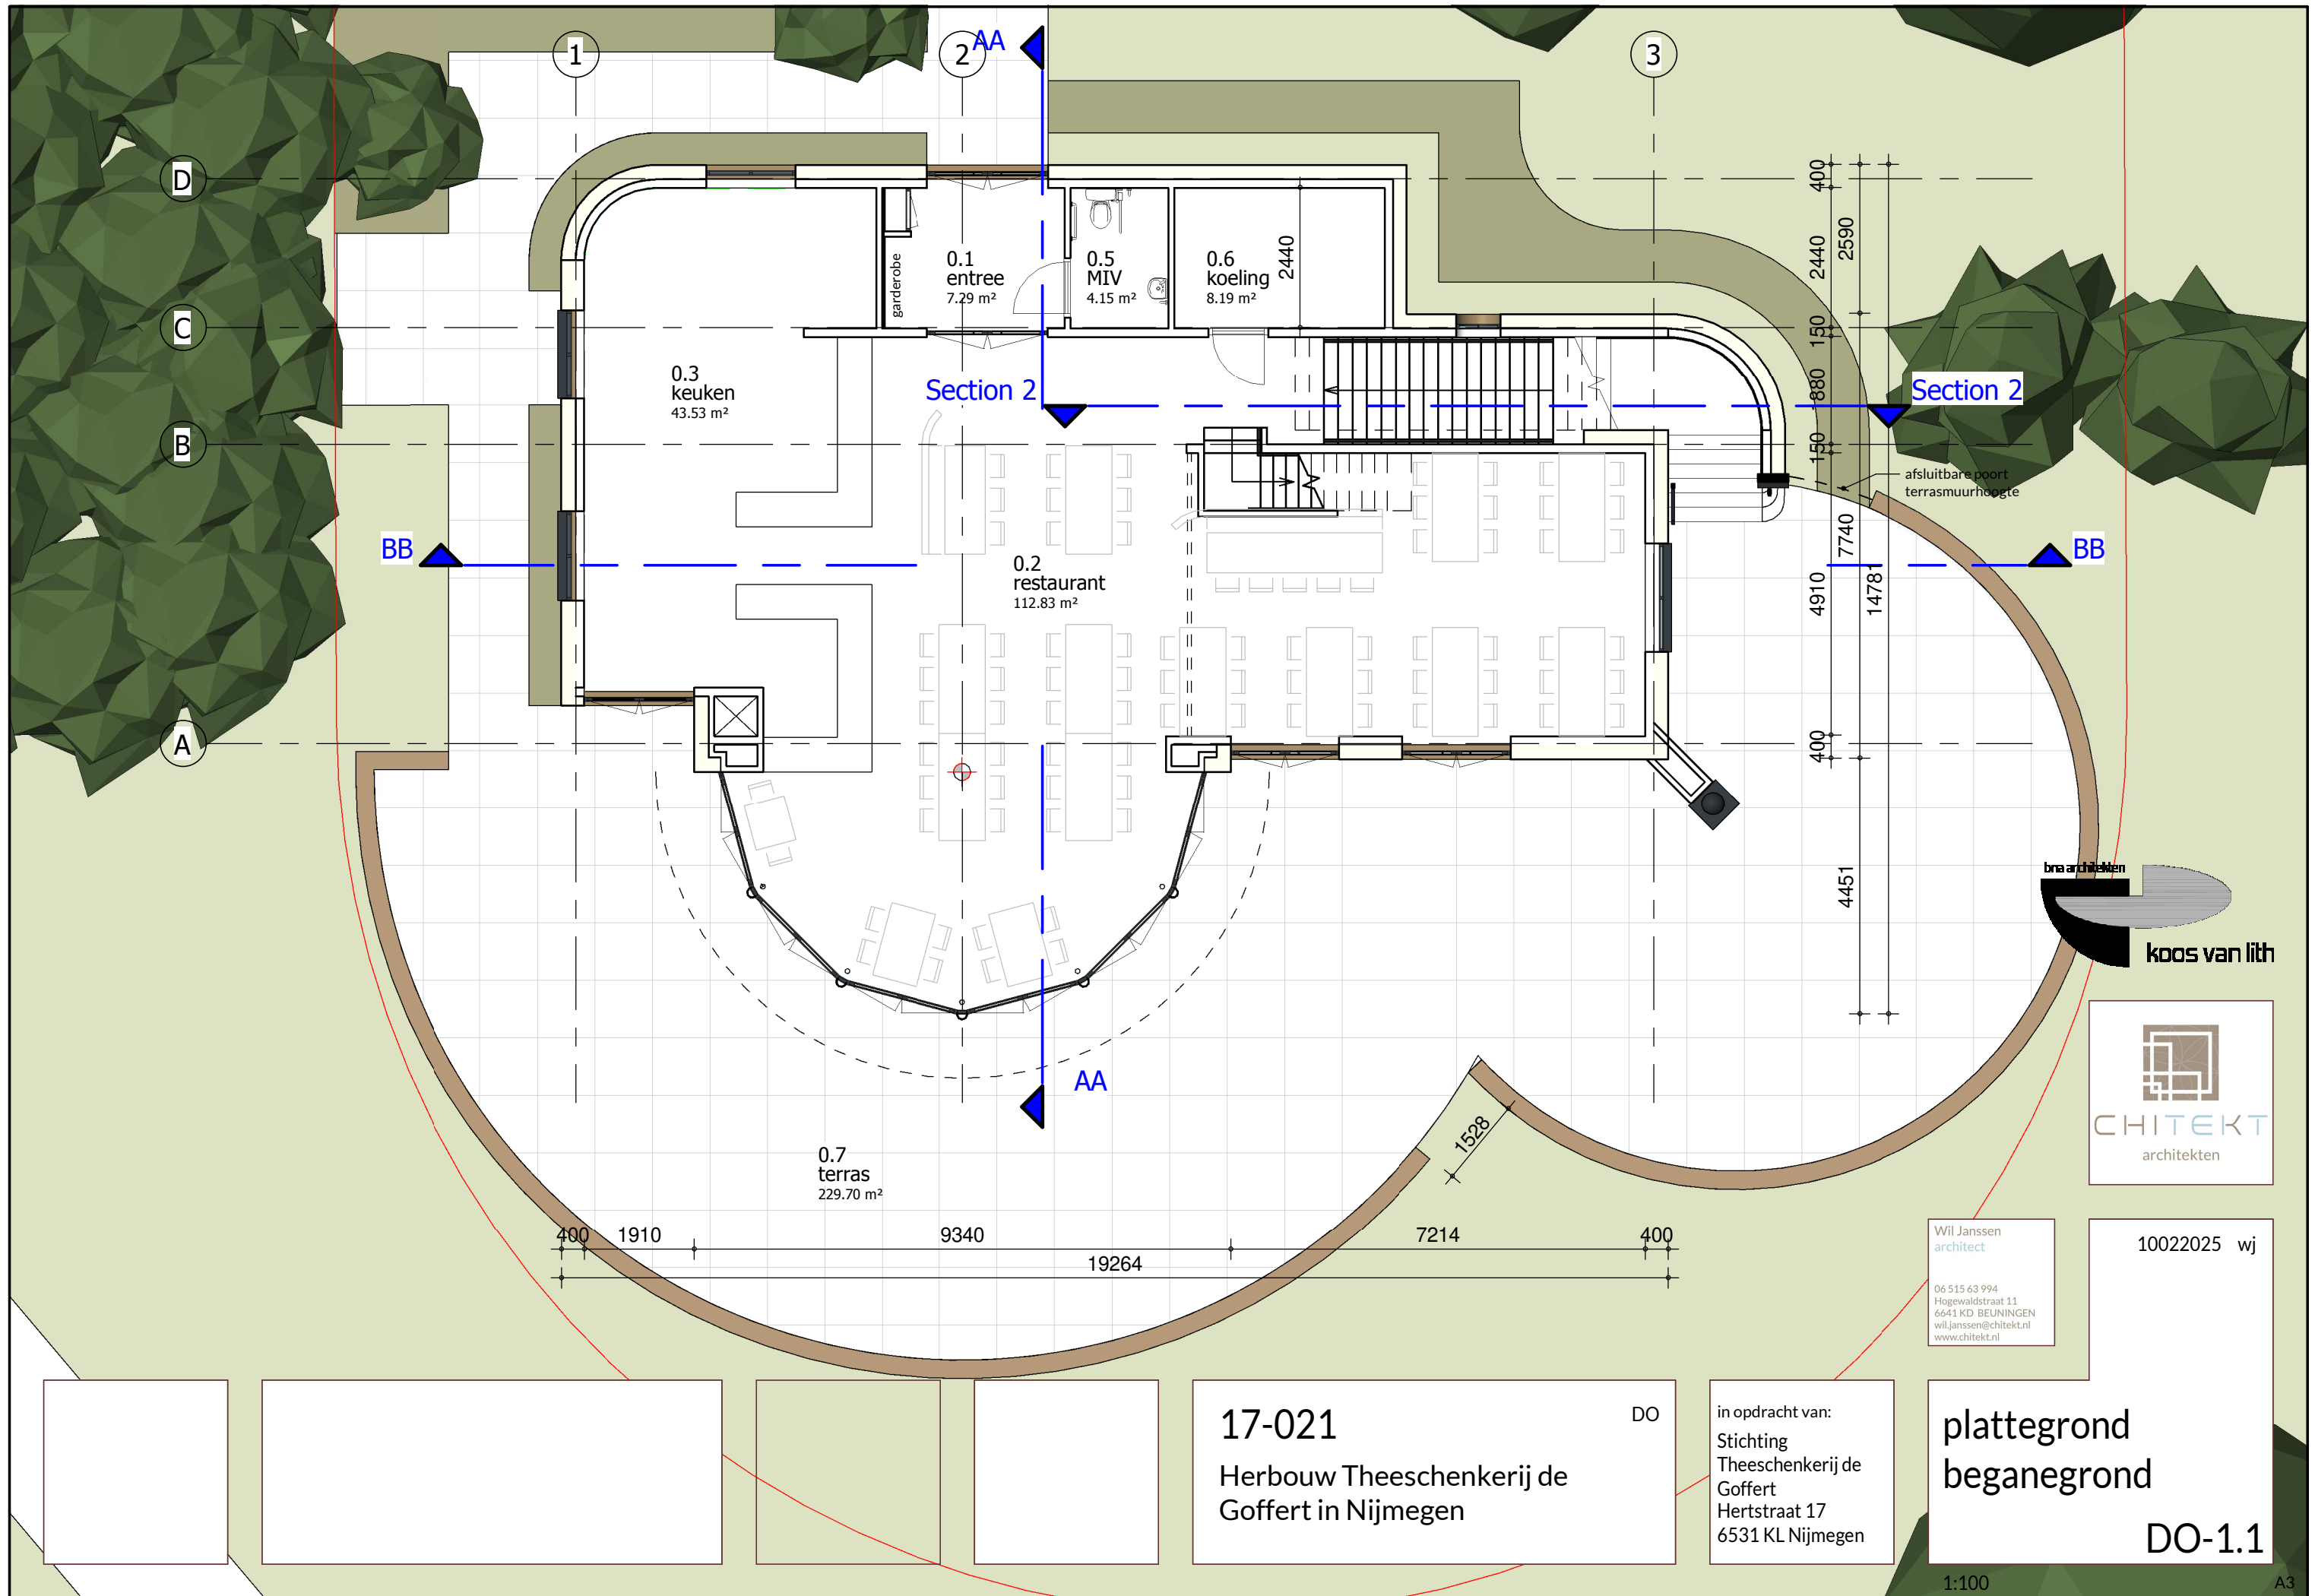 1
2
AA
3
D
400
2590
2440
garderobe
0.1
entree
7.29 m²
0.5
MIV
4.15 m²
0.6
koeling
8.19 m²
2440
C
150
0.3
keuken
43.53 m²
Section 2
880
Section 2
B
150
afsluitbare poort
terrasmuurhoogte
BB
7740
BB
0.2
restaurant
112.83 m²
4910
14781
A
400
4451
bna architekten
koos van lith
AA
CHITEKT
architekten
1528
0.7
terras
229.70 m²
400
1910
9340
7214
400
19264
Wil Janssen
architect
06 515 63 994
Hogewaldstraat 11
6641 KD BEUNINGEN
wil.janssen@chitekt.nl
www.chitekt.nl
10022025 wj
17-021
DO
Herbouw Theeschenkerij de
Goffert in Nijmegen
in opdracht van:
Stichting
Theeschenkerij de
Goffert
Hertstraat 17
6531 KL Nijmegen
plattegrond
beganegrond
DO-1.1
1:100
A3